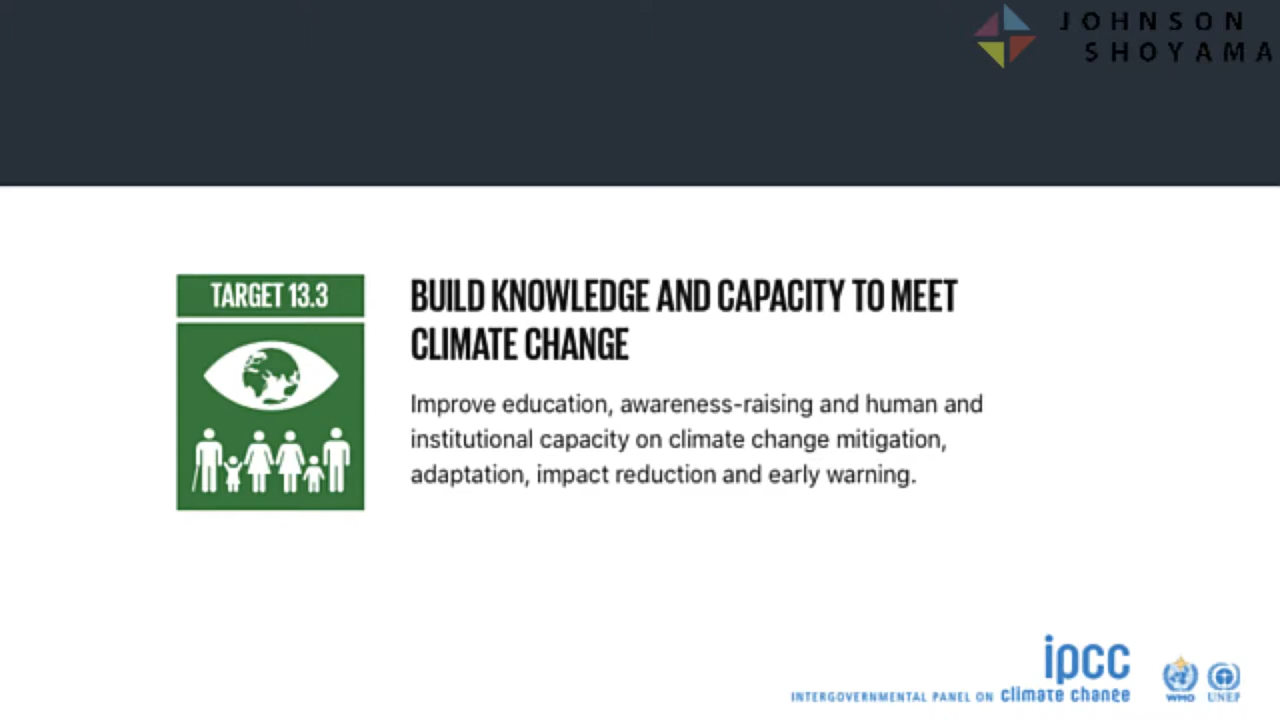 JOHNSON
SHOYAMA
TARGET 13.3
BUILD KNOWLEDGE AND CAPACITY TO MEET
CLIMATE CHANGE
Improve education, awareness-raising and human and
institutional capacity on climate change mitigation,
adaptation, impact reduction and early warning.
ipcc
INTERGOVERNMENTAL PANEL ON climate change
WMO UNEP